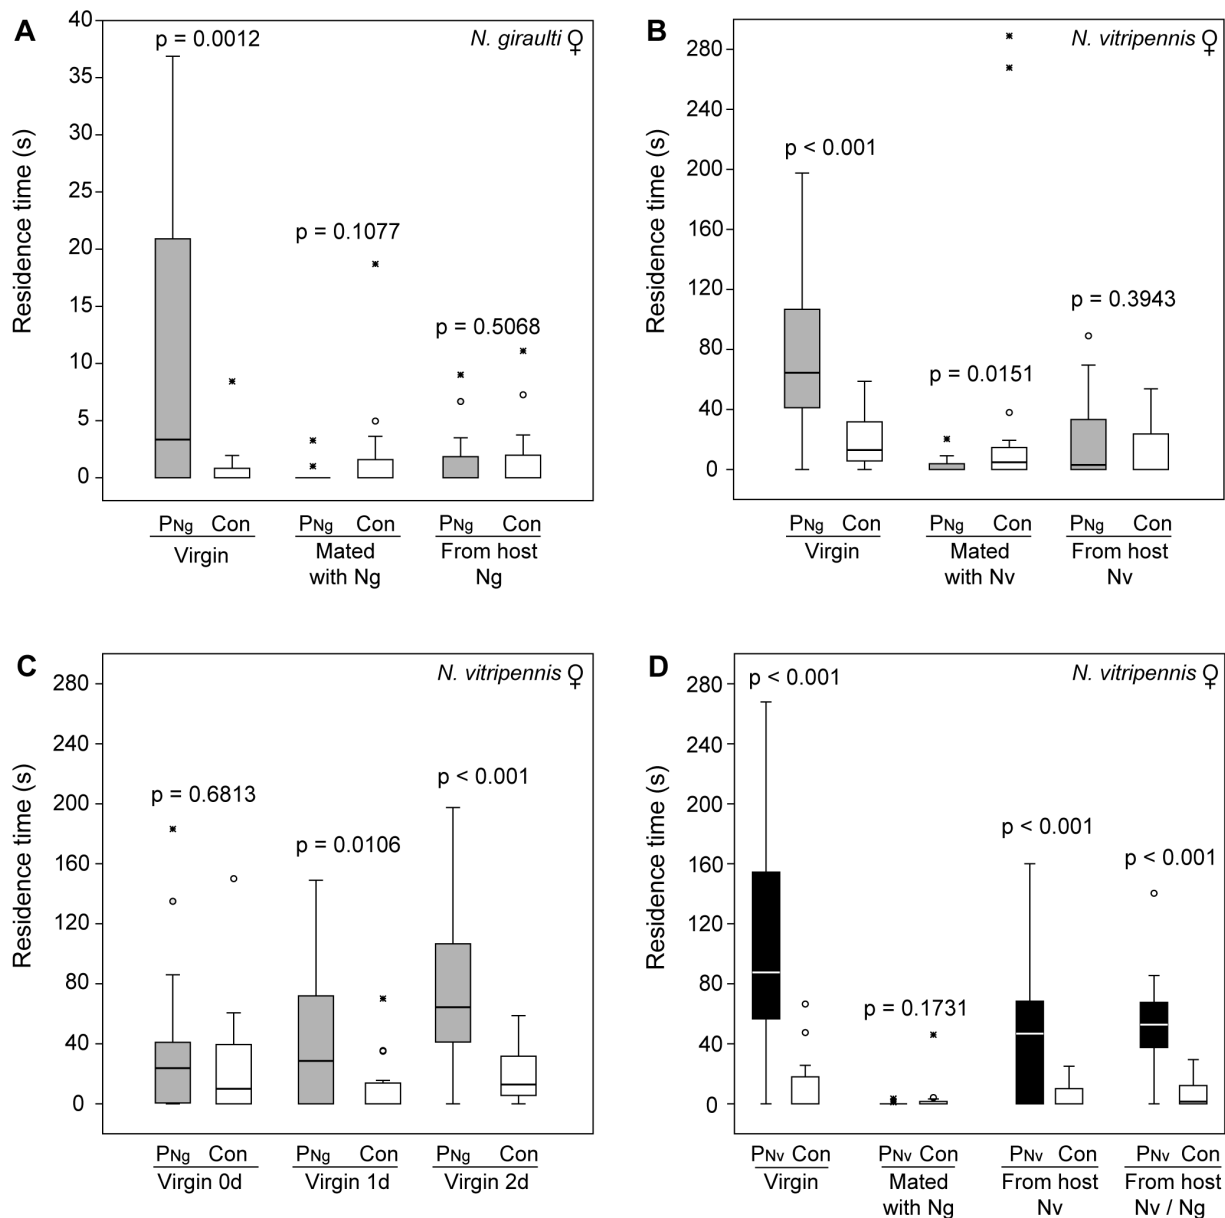 A
N. giraulti ♀
Residence time (s)
40
35
30
25
20
15
10
5
0
p = 0.0012
p = 0.1077
p = 0.5068
PNg Con PNg Con PNg Con
Virgin Mated From host
with Ng Ng
B
N. vitripennis ♀
Residence time (s)
280
240
200
160
120
80
40
0
p < 0.001
p = 0.0151
p = 0.3943
PNg Con PNg Con PNg Con
Virgin Mated From host
with Nv Nv
C
N. vitripennis ♀
Residence time (s)
280
240
200
160
120
80
40
0
p = 0.6813
p = 0.0106
p < 0.001
PNg Con PNg Con PNg Con
Virgin 0d Virgin 1d Virgin 2d
D
N. vitripennis ♀
Residence time (s)
280
240
200
160
120
80
40
0
p < 0.001
p = 0.1731
p < 0.001
p < 0.001
PNv Con PNv Con PNv Con PNv Con
Virgin Mated From host From host
with Ng Nv Nv / Ng